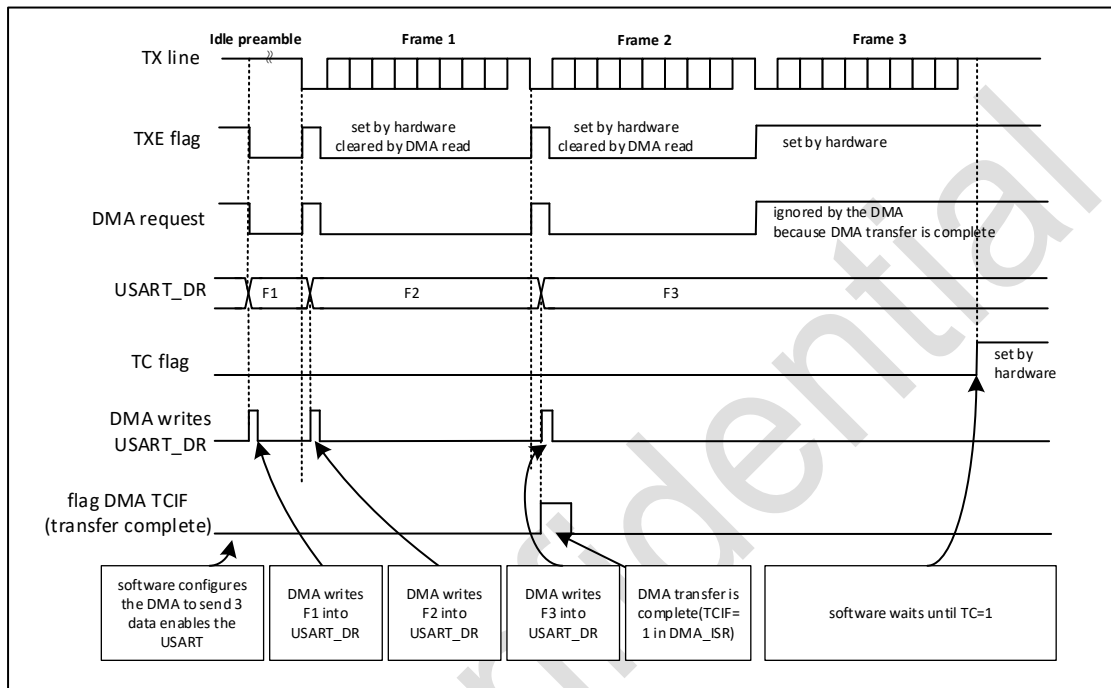 Idle preamble
Frame 1
Frame 2
Frame 3
TX line
TXE flag
set by hardware
cleared by DMA read
set by hardware
cleared by DMA read
set by hardware
DMA request
ignored by the DMA
because DMA transfer is complete
USART_DR
F1
F2
F3
TC flag
set by
hardware
DMA writes
USART_DR
flag DMA TCIF
(transfer complete)
software configures
the DMA to send 3
data enables the
USART
DMA writes
F1 into
USART_DR
DMA writes
F2 into
USART_DR
DMA writes
F3 into
USART_DR
DMA transfer is
complete(TCIF=
1 in DMA_ISR)
software waits until TC=1
nfidential